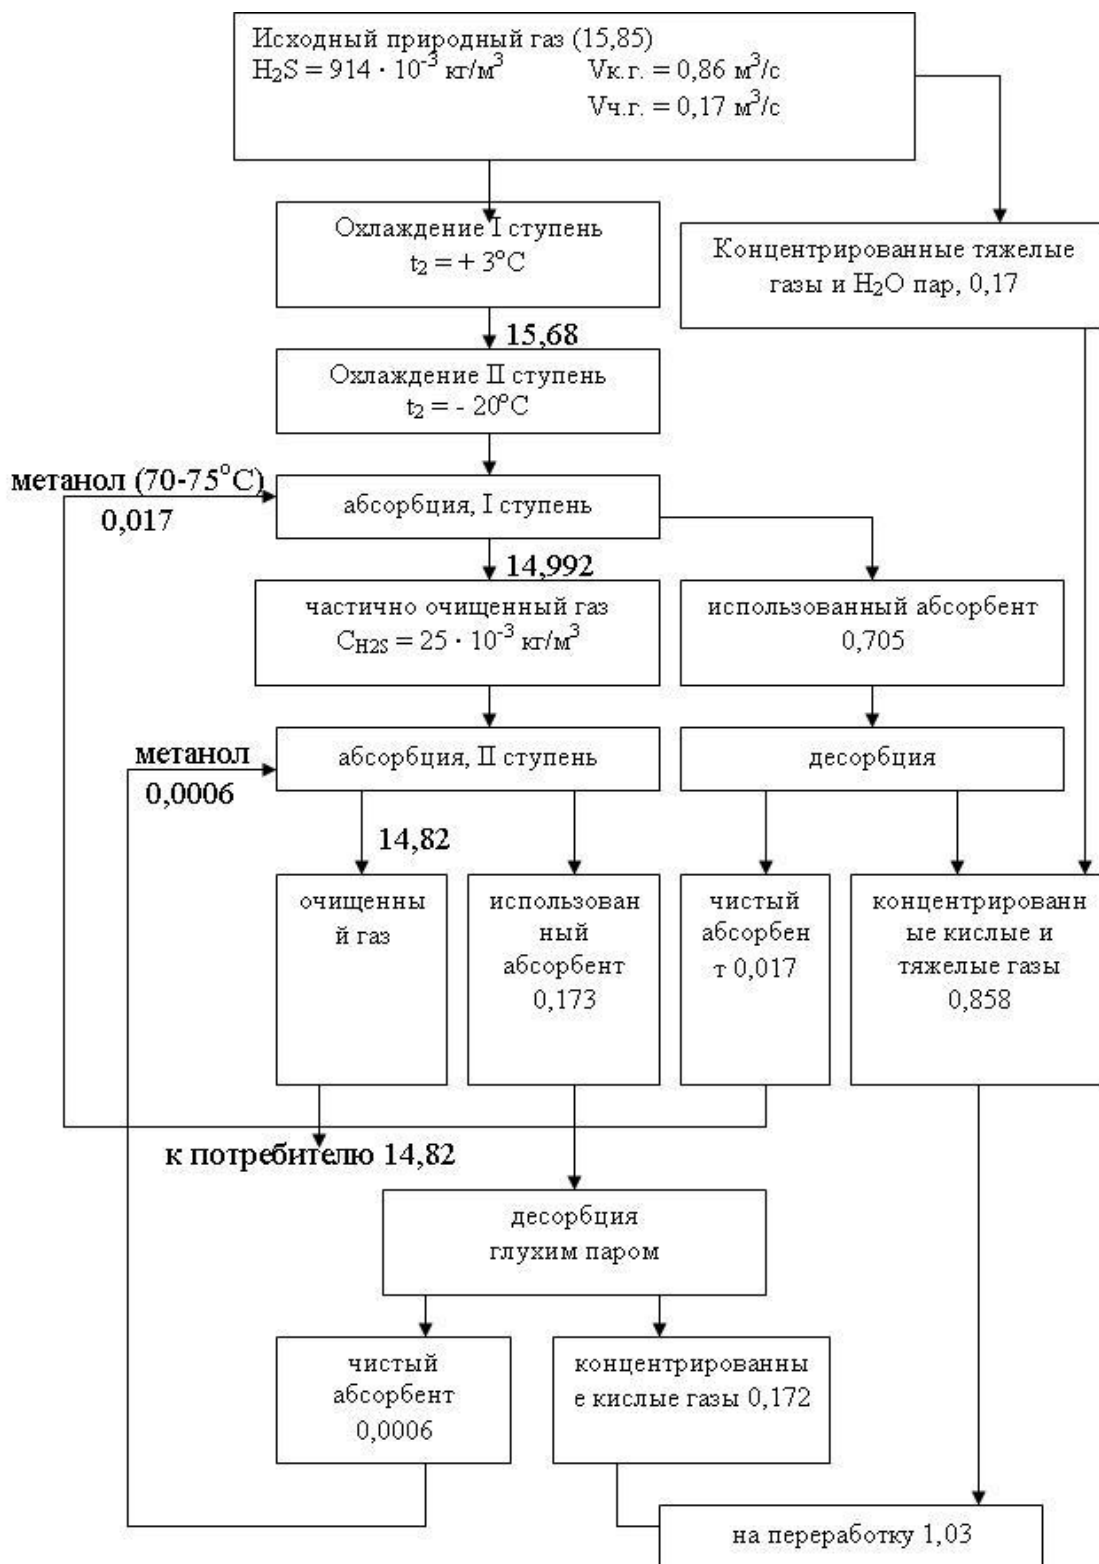 Исходный природный газ (15,85)
H₂S = 914 · 10⁻³ кг/м³ Vк.г. = 0,86 м³/с
Vч.г. = 0,17 м³/с
Охлаждение I ступень
t₂ = + 3°C
Концентрированные тяжелые
газы и H₂O пар, 0,17
15,68
Охлаждение II ступень
t₂ = - 20°C
метанол (70-75°C)
0,017
абсорбция, I ступень
14,992
частично очищенный газ
C_H2S = 25 · 10⁻³ кг/м³
использованный абсорбент
0,705
метанол
0,0006
абсорбция, II ступень
десорбция
14,82
очищенны
й газ
использован
ный
абсорбент
0,173
чистый
абсорбен
т 0,017
концентрированн
ые кислые и
тяжелые газы
0,858
к потребителю 14,82
десорбция
глухим паром
чистый
абсорбент
0,0006
концентрированны
е кислые газы 0,172
на переработку 1,03